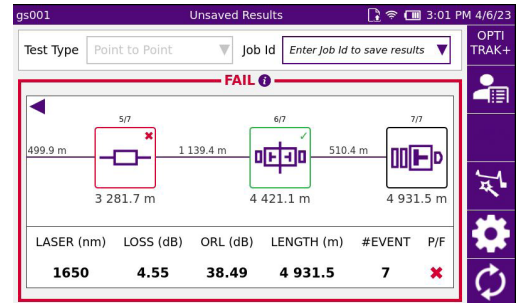 gs001 Unsaved Results 3:01 PM 4/6/23
OPTI
TRAK+
Test Type Point to Point Job Id Enter Job Id to save results
FAIL i
5/7 6/7 7/7
499.9 m 1 139.4 m 510.4 m
3 281.7 m 4 421.1 m 4 931.5 m
LASER (nm) LOSS (dB) ORL (dB) LENGTH (m) #EVENT P/F
1650 4.55 38.49 4 931.5 7